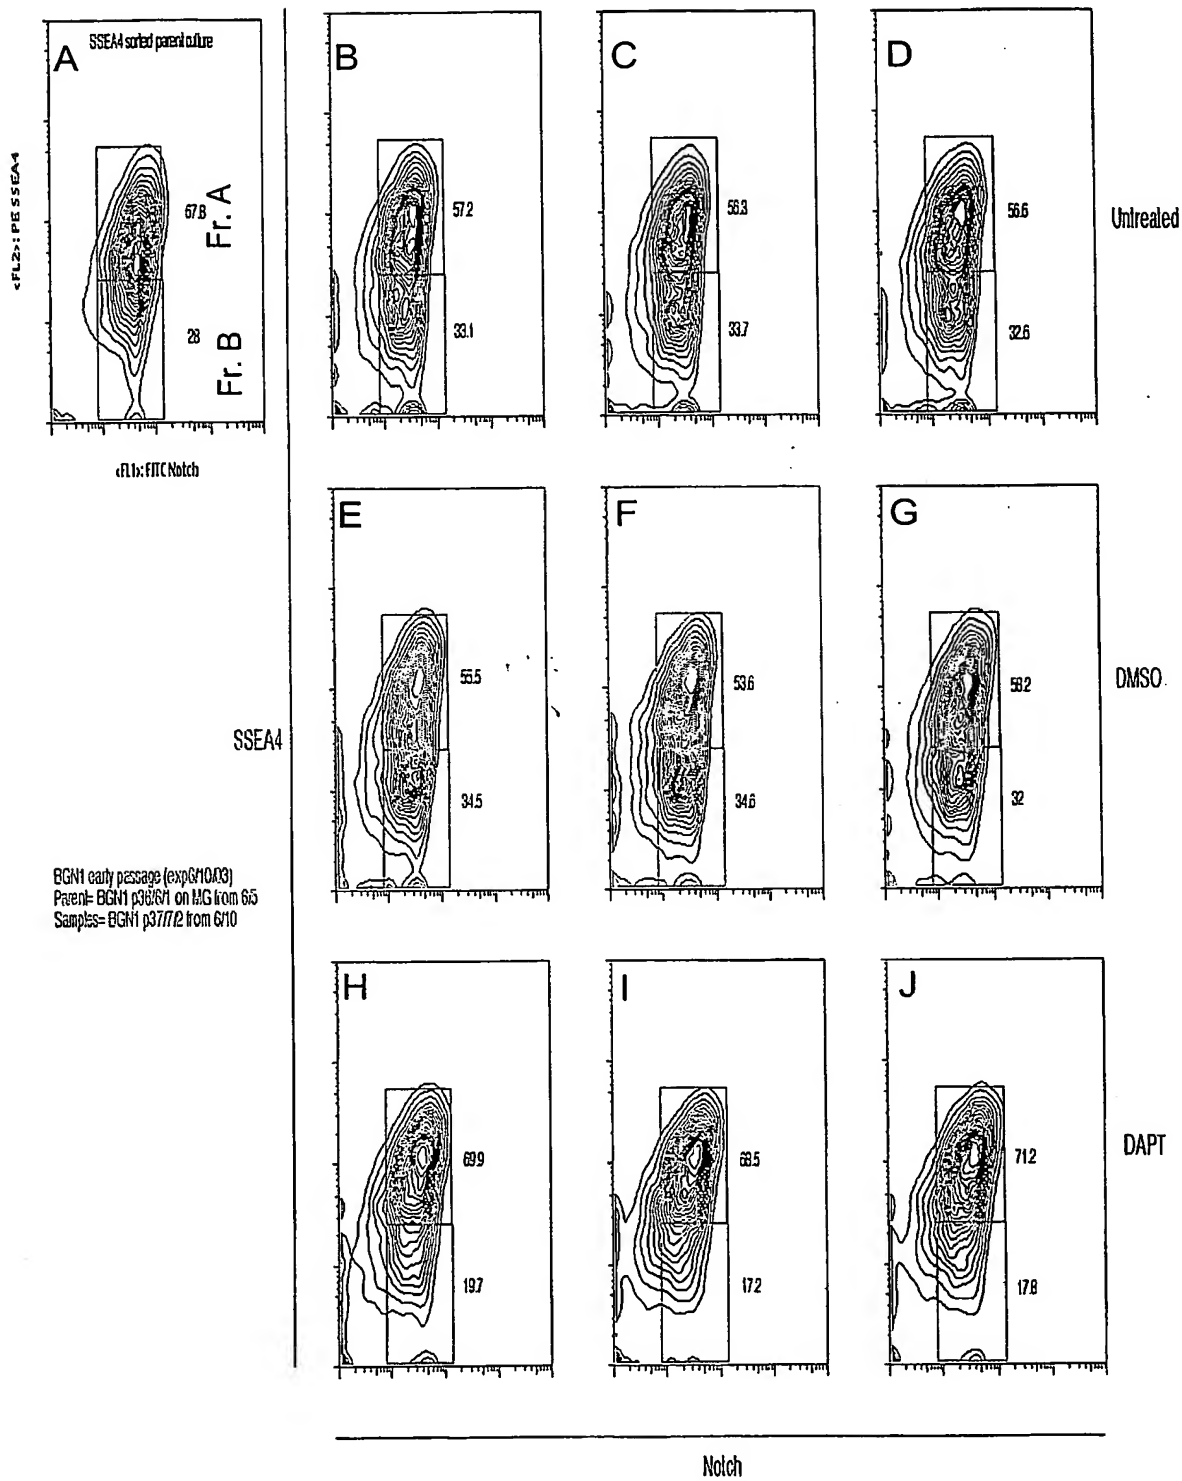 A
SSEA4 sorted parent culture
B
C
D
<FL2>: PE SSEA4
67.8
Fr. A
28
Fr. B
<FL1>: FITC Notch
57.2
33.1
56.3
33.7
56.6
32.6
Untreated
E
F
G
55.5
34.5
53.6
34.6
58.2
32
DMSO
SSEA4
BGN1 early passage (exp6/10/03)
Parent= BGN1 p36/6/1 on MG from 6/5
Samples= BGN1 p37/7/2 from 6/10
H
I
J
69.9
19.7
68.5
17.2
71.2
17.8
DAPT
Notch